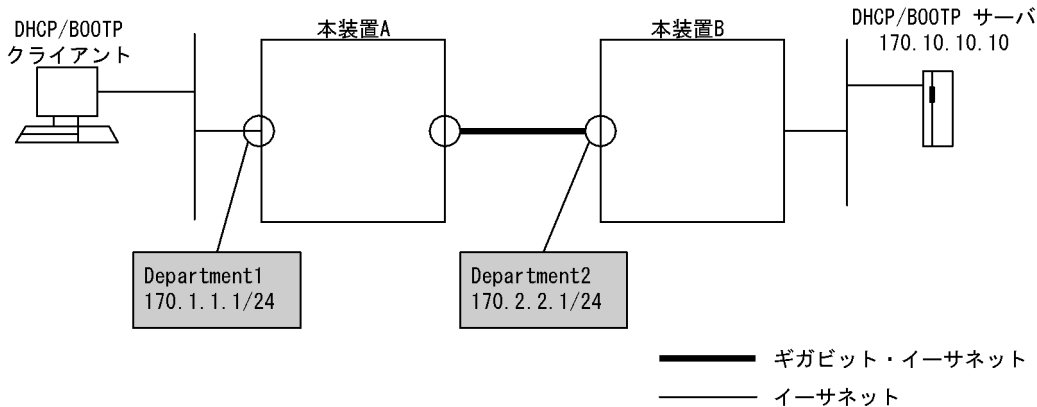 DHCP/BOOTP
クライアント
本装置A
本装置B
DHCP/BOOTP サーバ
170.10.10.10
Department1
170.1.1.1/24
Department2
170.2.2.1/24
ギガビット・イーサネット
イーサネット